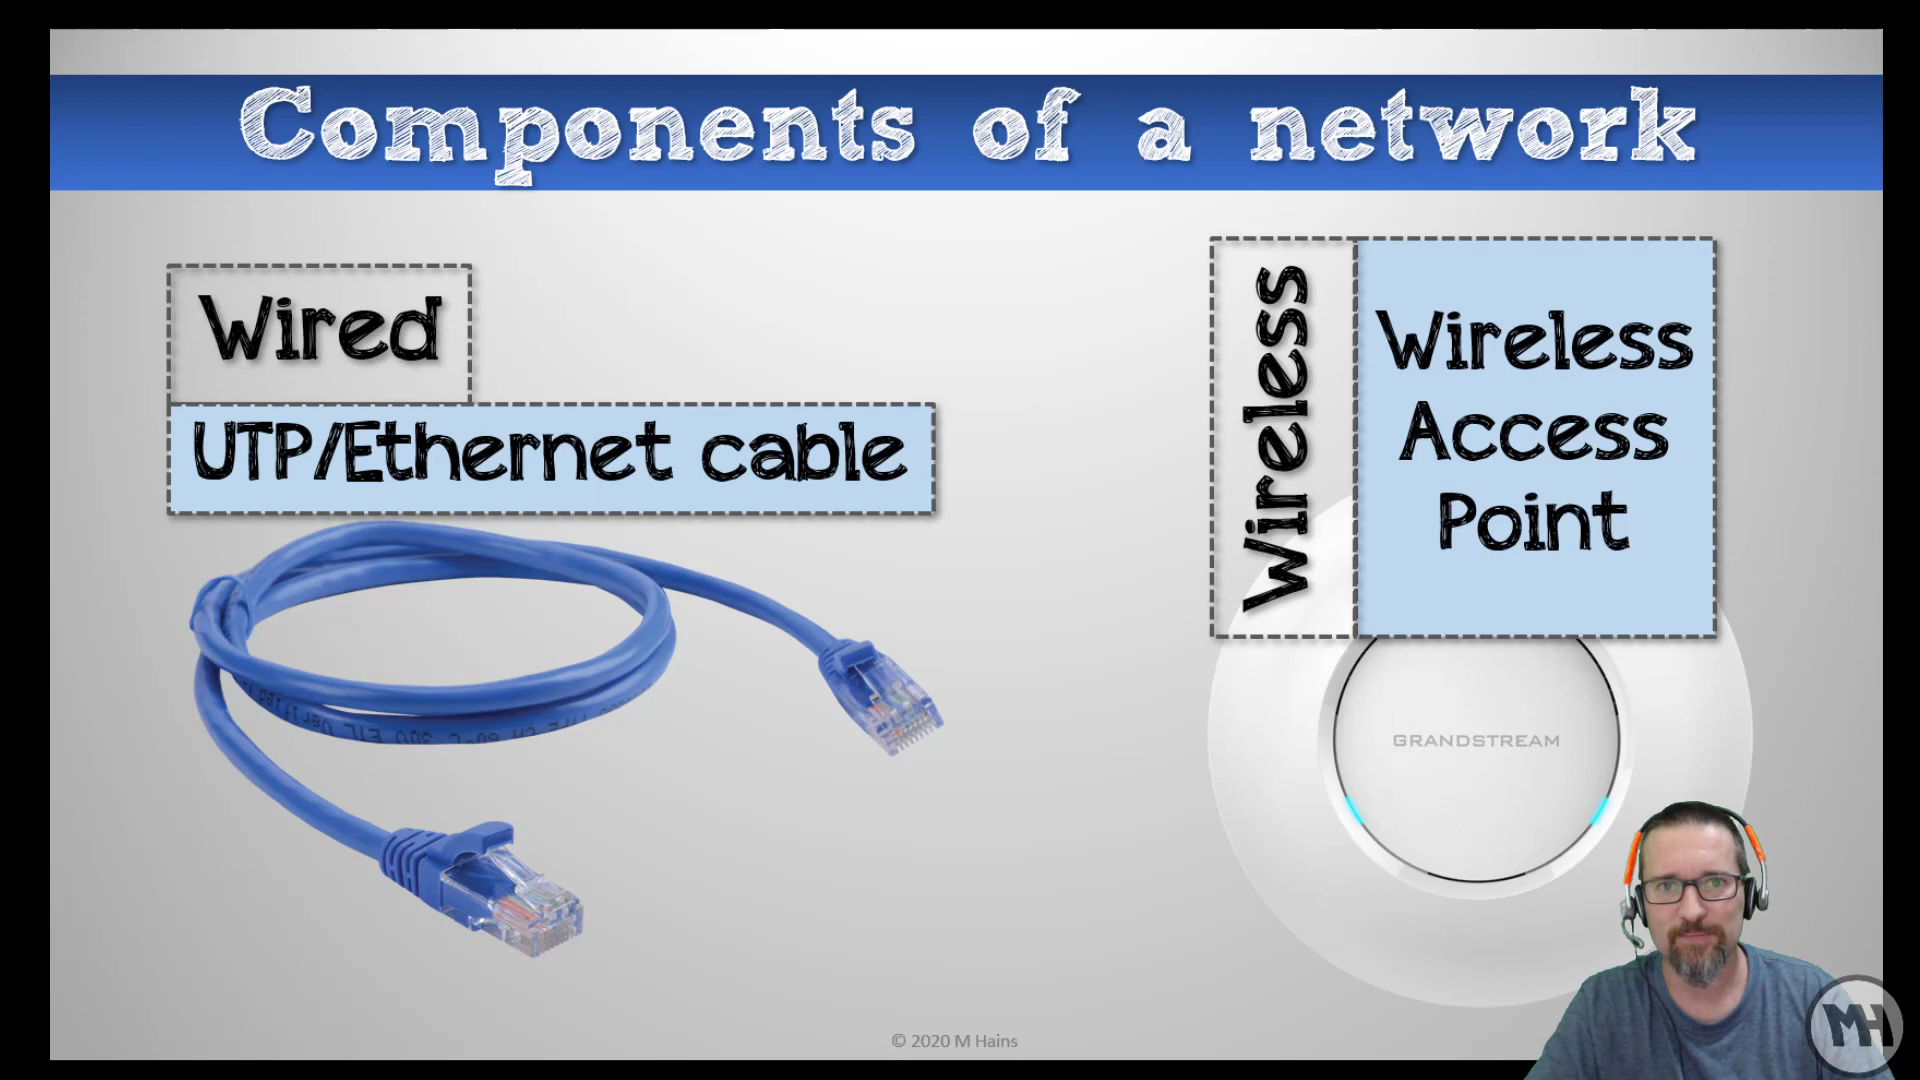 Components of a network
Wired
UTP/Ethernet cable
Wireless
Wireless
Access
Point
GRANDSTREAM
© 2020 M Hains
MH